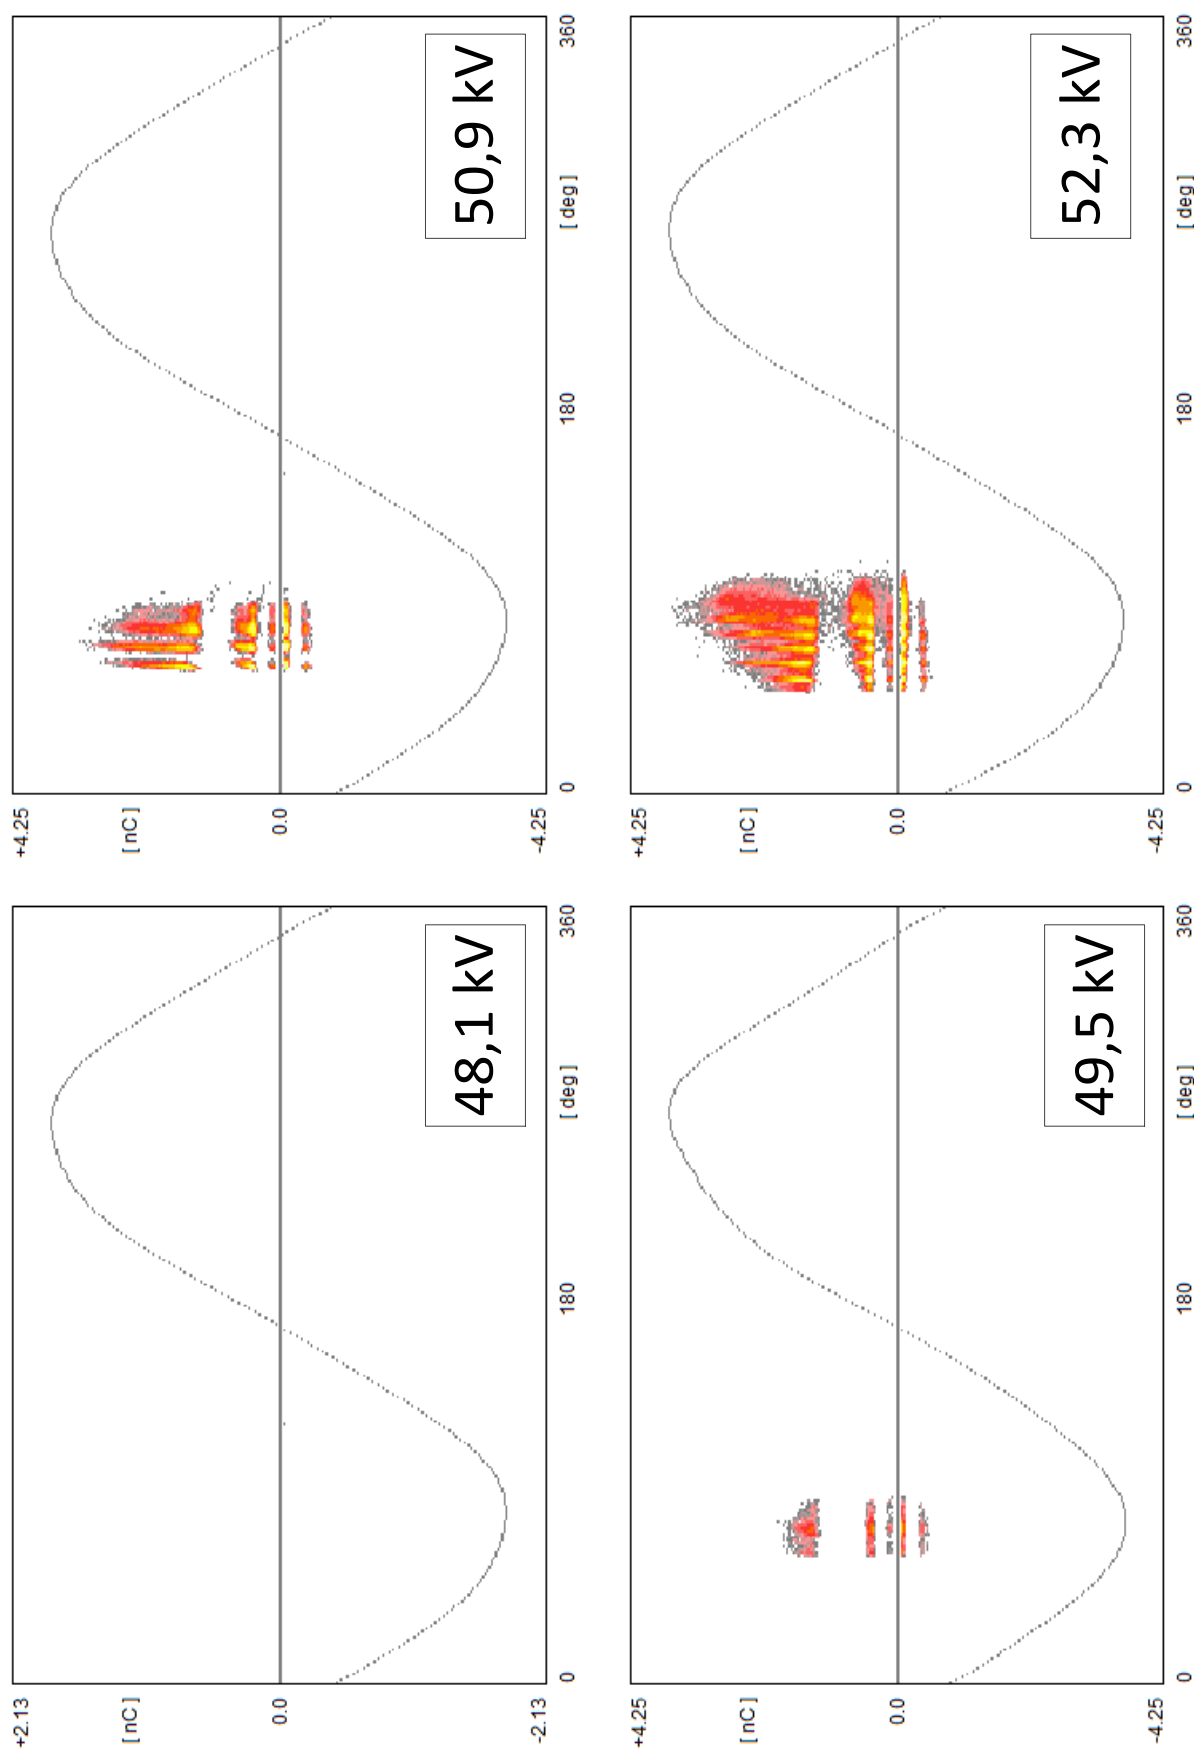 +2.13
[ nC ]
0.0
48,1 kV
-2.13
0 180 [ deg ] 360
+4.25
[ nC ]
0.0
50,9 kV
-4.25
0 180 [ deg ] 360
+4.25
[ nC ]
0.0
49,5 kV
-4.25
0 180 [ deg ] 360
+4.25
[ nC ]
0.0
52,3 kV
-4.25
0 180 [ deg ] 360